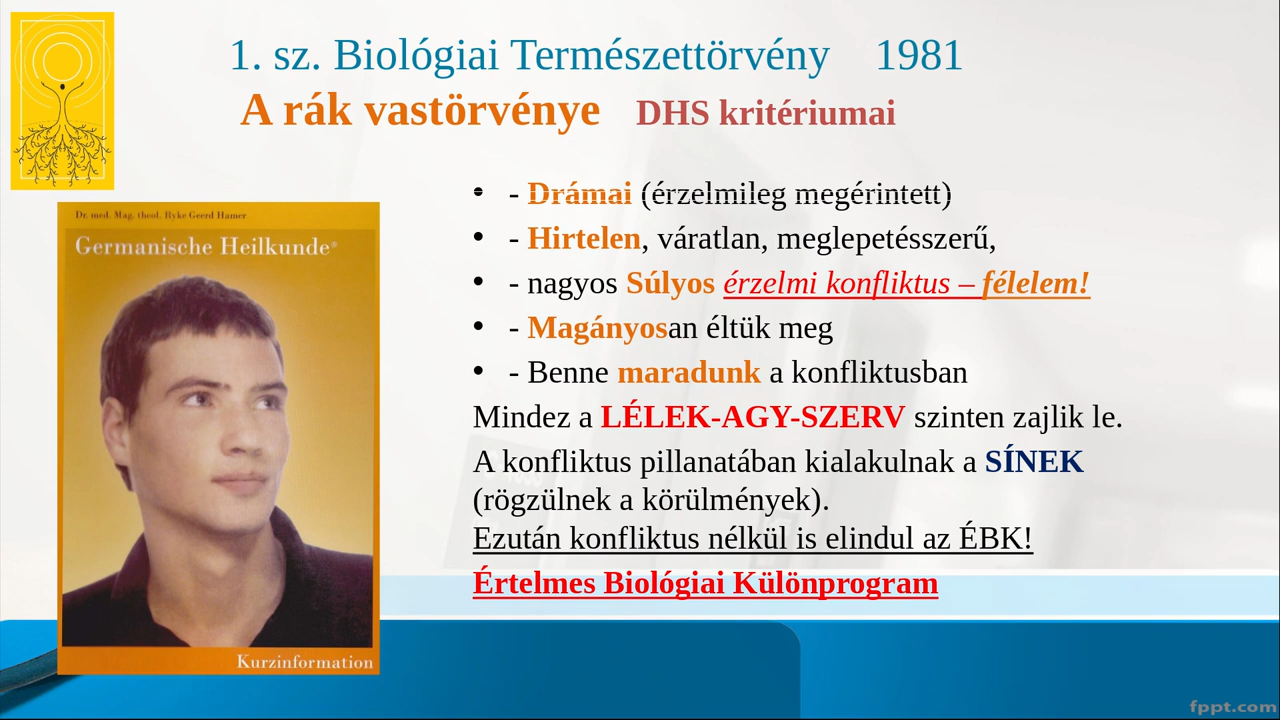 1. sz. Biológiai Természettörvény 1981
A rák vastörvénye DHS kritériumai
Dr. med. Mag. theol. Ryke Geerd Hamer
Germanische Heilkunde®
• - Drámai (érzelmileg megérintett)
• - Hirtelen, váratlan, meglepetésszerű,
• - nagyos Súlyos érzelmi konfliktus – félelem!
• - Magányosan éltük meg
• - Benne maradunk a konfliktusban
Mindez a LÉLEK-AGY-SZERV szinten zajlik le.
A konfliktus pillanatában kialakulnak a SÍNEK
(rögzülnek a körülmények).
Ezután konfliktus nélkül is elindul az ÉBK!
Értelmes Biológiai Különprogram
Kurzinformation
fppt.com